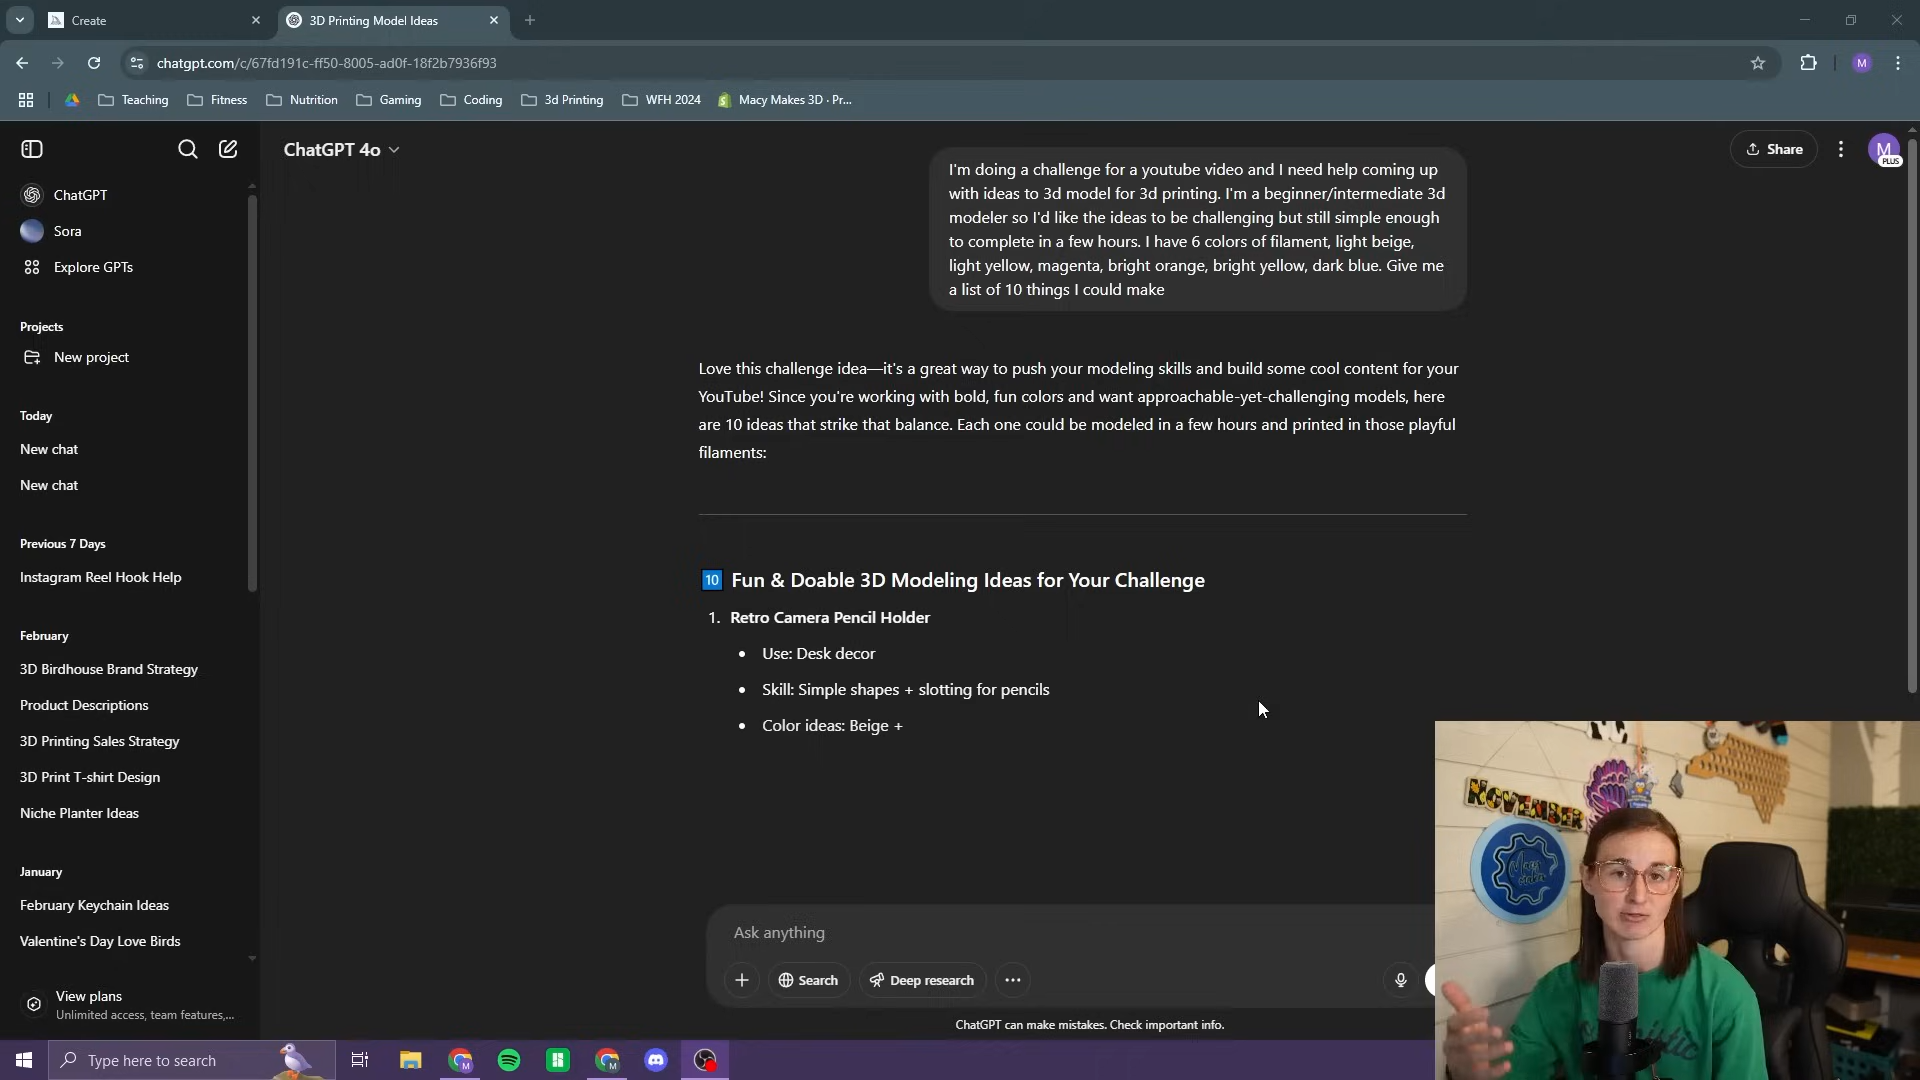 Create
3D Printing Model Ideas
chatgpt.com/c/67fd191c-ff50-8005-ad0f-18f2b7936f93
M
Teaching
Fitness
Nutrition
Gaming
Coding
3d Printing
WFH 2024
Macy Makes 3D · Pr...
ChatGPT 4o
Share
M
PLUS
ChatGPT
Sora
Explore GPTs
Projects
New project
Today
New chat
New chat
Previous 7 Days
Instagram Reel Hook Help
February
3D Birdhouse Brand Strategy
Product Descriptions
3D Printing Sales Strategy
3D Print T-shirt Design
Niche Planter Ideas
January
February Keychain Ideas
Valentine's Day Love Birds
View plans
Unlimited access, team features,...
I'm doing a challenge for a youtube video and I need help coming up
with ideas to 3d model for 3d printing. I'm a beginner/intermediate 3d
modeler so I'd like the ideas to be challenging but still simple enough
to complete in a few hours. I have 6 colors of filament, light beige,
light yellow, magenta, bright orange, bright yellow, dark blue. Give me
a list of 10 things I could make
Love this challenge idea—it's a great way to push your modeling skills and build some cool content for your
YouTube! Since you're working with bold, fun colors and want approachable-yet-challenging models, here
are 10 ideas that strike that balance. Each one could be modeled in a few hours and printed in those playful
filaments:
🔟 Fun & Doable 3D Modeling Ideas for Your Challenge
1. Retro Camera Pencil Holder
• Use: Desk decor
• Skill: Simple shapes + slotting for pencils
• Color ideas: Beige +
Ask anything
Search
Deep research
ChatGPT can make mistakes. Check important info.
NOVEMBER
Type here to search